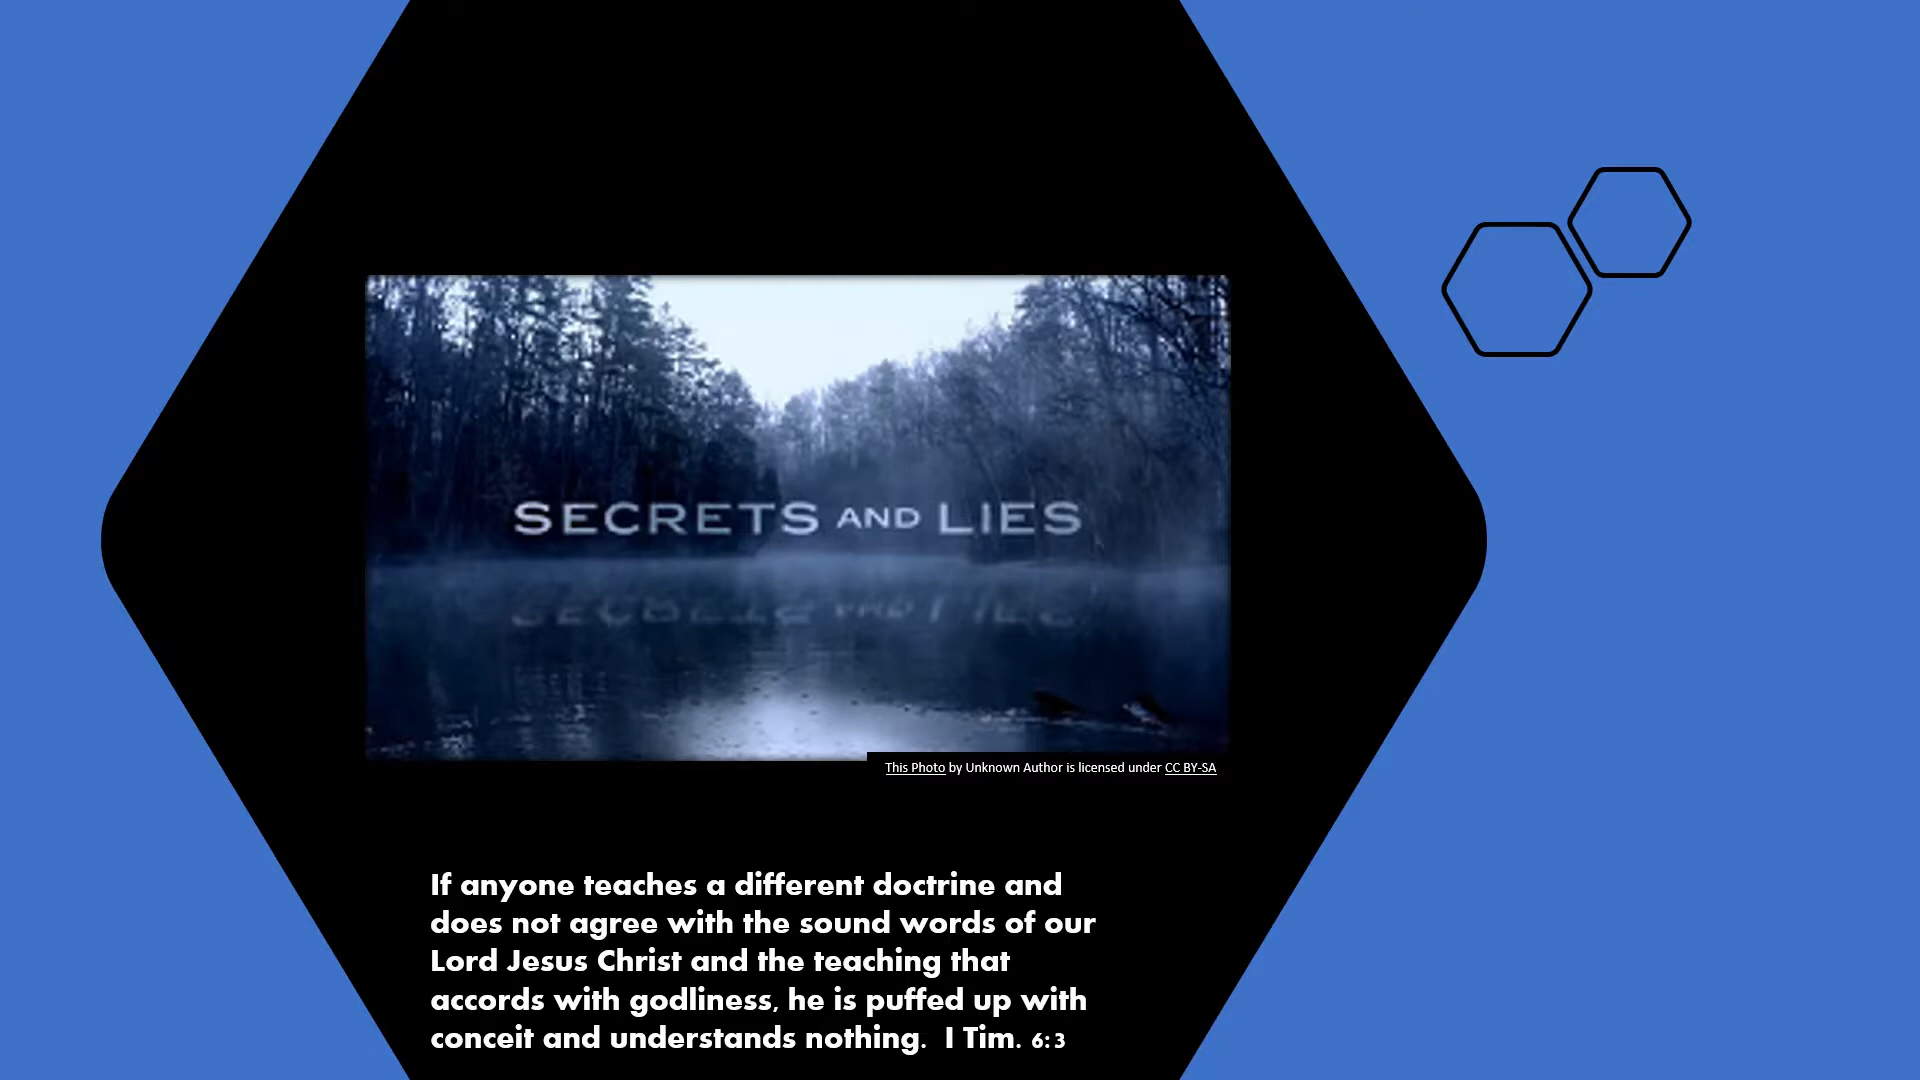 SECRETS AND LIES
This Photo by Unknown Author is licensed under CC BY-SA
If anyone teaches a different doctrine and
does not agree with the sound words of our
Lord Jesus Christ and the teaching that
accords with godliness, he is puffed up with
conceit and understands nothing.  I Tim. 6:3